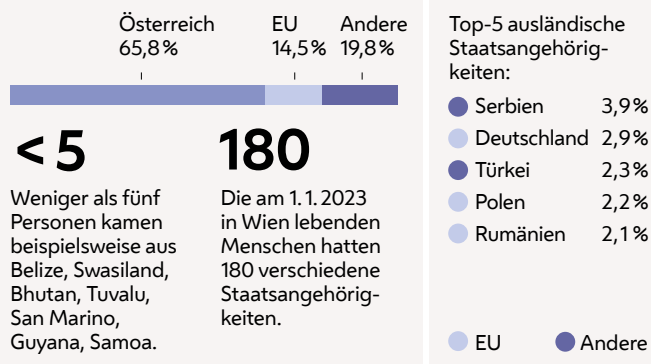 Österreich
65,8 %
EU
14,5 %
Andere
19,8 %
< 5
Weniger als fünf
Personen kamen
beispielsweise aus
Belize, Swasiland,
Bhutan, Tuvalu,
San Marino,
Guyana, Samoa.
180
Die am 1. 1. 2023
in Wien lebenden
Menschen hatten
180 verschiedene
Staatsangehörig-
keiten.
Top-5 ausländische
Staatsangehörig-
keiten:
Serbien 3,9 %
Deutschland 2,9 %
Türkei 2,3 %
Polen 2,2 %
Rumänien 2,1 %
EU
Andere